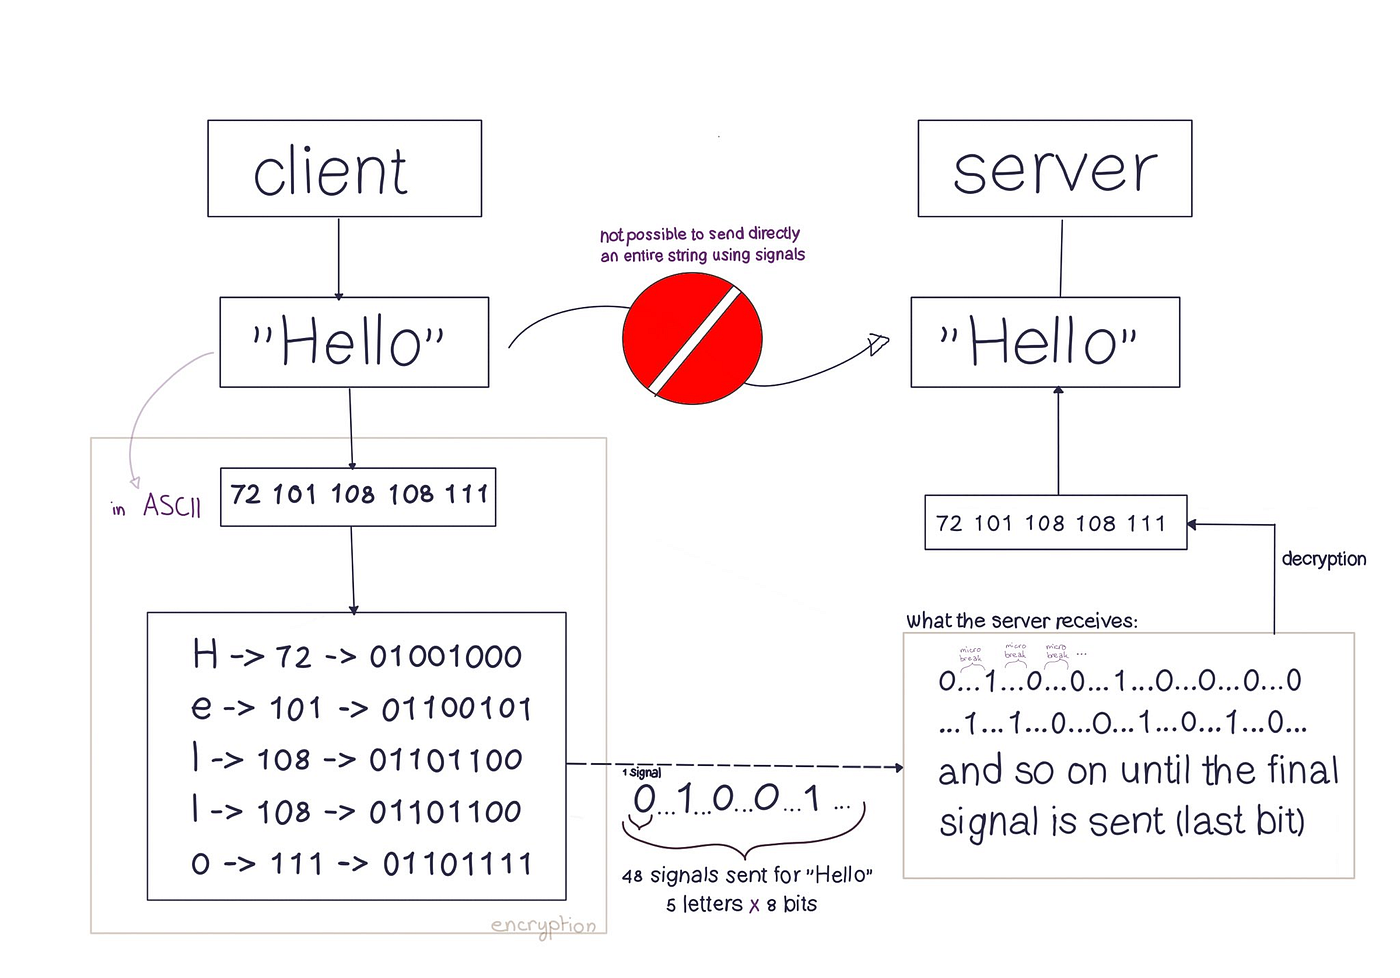 client
server
not possible to send directly
an entire string using signals
"Hello"
"Hello"
in ASCII
72 101 108 108 111
72 101 108 108 111
decryption
H -> 72 -> 01001000
e -> 101 -> 01100101
l -> 108 -> 01101100
l -> 108 -> 01101100
o -> 111 -> 01101111
encryption
1 signal
0...1...0...0...1 ...
48 signals sent for "Hello"
5 letters x 8 bits
What the server receives:
micro break micro break micro break ...
0...1...0...0...1...0...0...0...0
...1...1...0...0...1...0...1...0...
and so on until the final
signal is sent (last bit)